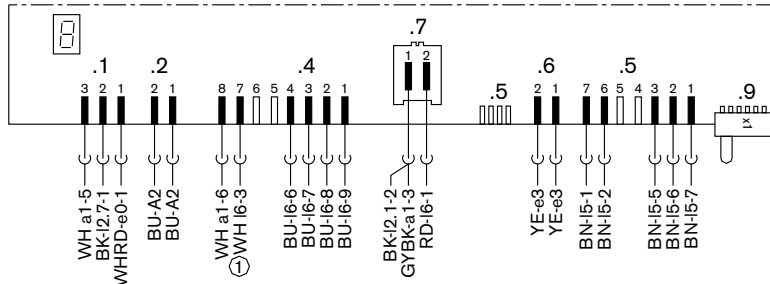 8
.1 .2 .4 .7 .5 .6 .5 .9
3 2 1 2 1 8 7 6 5 4 3 2 1 1 2 2 1 7 6 5 4 3 2 1 x1
WH a1-5
BK-I2.7-1
WHRD-e0-1
BU-A2
BU-A2
WH a1-6
1 WH I6-3
BU-I6-6
BU-I6-7
BU-I6-8
BU-I6-9
BK-I2.1-2
GYBK-a1-3
RD-I6-1
YE-e3
YE-e3
BN-I5-1
BN-I5-2
BN-I5-5
BN-I5-6
BN-I5-7